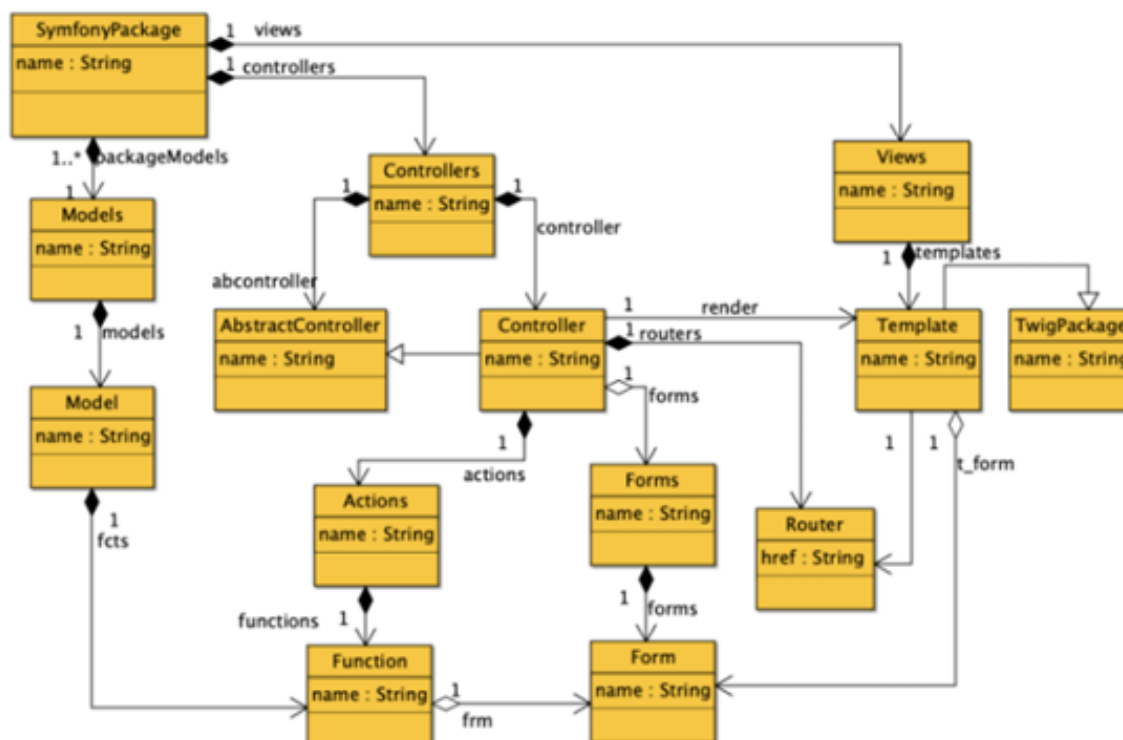 SymfonyPackage
name : String
1
views
1
controllers
1..*
packageModels
1
Models
name : String
1
models
Model
name : String
1
fcts
Controllers
name : String
1
1
abcontroller
controller
AbstractController
name : String
Controller
name : String
1
render
1
routers
1
forms
1
actions
Views
name : String
1
templates
Template
name : String
TwigPackage
name : String
1
1
t_form
Actions
name : String
functions
1
Forms
name : String
1
forms
Router
href : String
Function
name : String
1
frm
Form
name : String